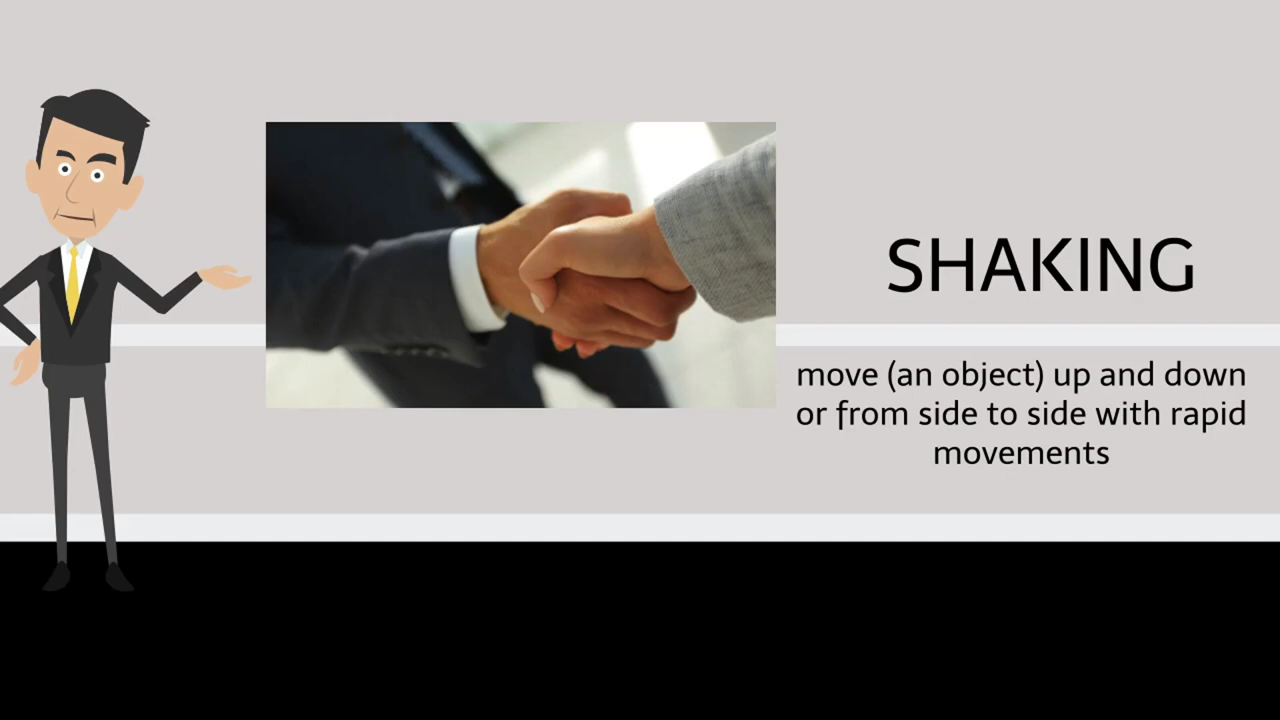 SHAKING
move (an object) up and down
or from side to side with rapid
movements